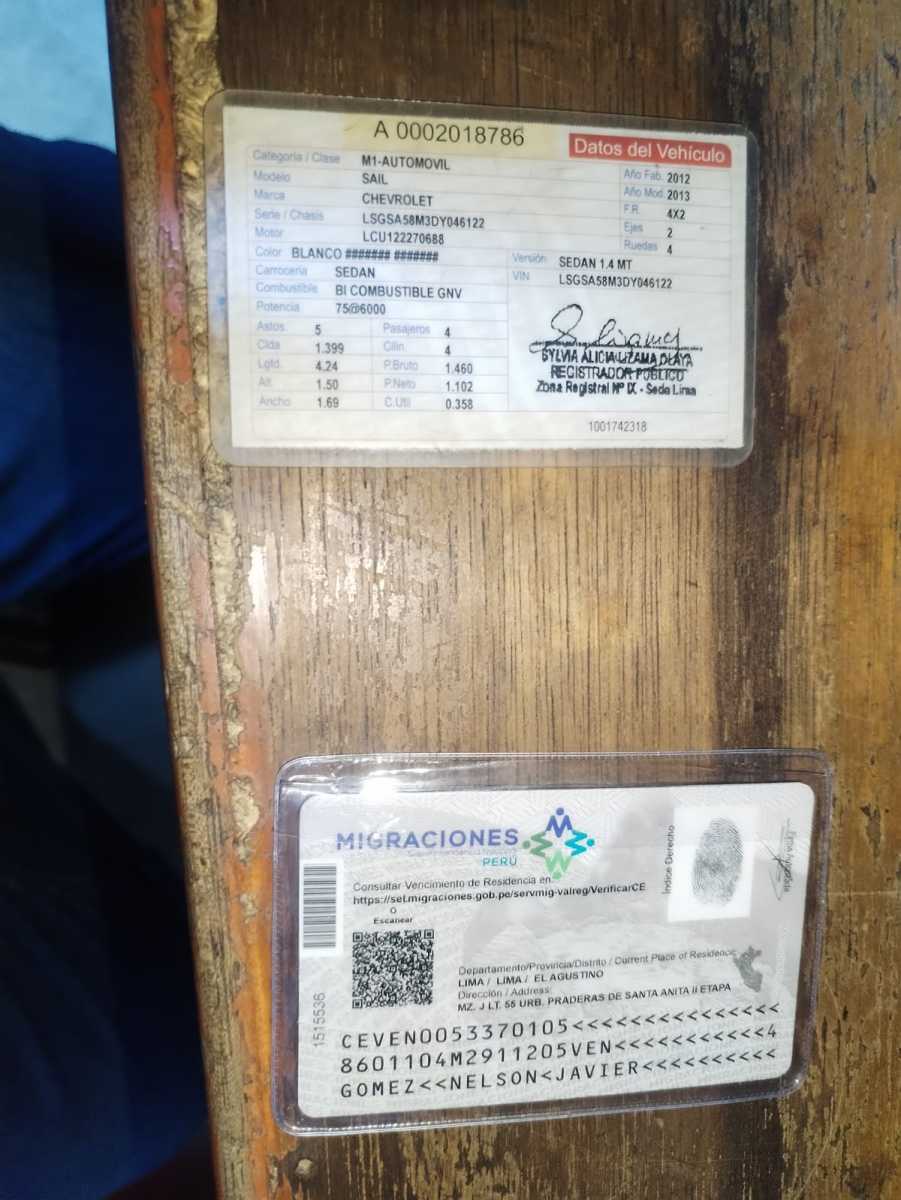 A 0002018786
Datos del Vehículo
Categoria / Clase M1-AUTOMOVIL
Año Fab. 2012
Modelo SAIL
Año Mod. 2013
Marca CHEVROLET
F.R. 4X2
Serie / Chasis LSGSA58M3DY046122
Ejes 2
Motor LCU122270688
Ruedas 4
Color BLANCO ####### #######
Versión SEDAN 1.4 MT
Carroceria SEDAN
VIN LSGSA58M3DY046122
Combustible BI COMBUSTIBLE GNV
Potencia 75@6000
Astos. 5 Pasajeros 4
Clda 1.399 Cilin. 4
Lgtd. 4.24 P.Bruto 1.460
Alt. 1.50 P.Neto 1.102
Ancho 1.69 C.Util 0.358
SYLVIA ALICIA LIZAMA OLAYA
REGISTRADOR PÚBLICO
Zona Registral Nº IX - Sede Lima
1001742318
MIGRACIONES
PERÚ
Consultar Vencimiento de Residencia en:
https://sel.migraciones.gob.pe/servmig-valreg/VerificarCE
O
Escanear
Índice Derecho
1515536
Departamento/Provincia/Distrito / Current Place of Residence
LIMA / LIMA / EL AGUSTINO
Dirección / Address:
MZ. J LT. 55 URB. PRADERAS DE SANTA ANITA II ETAPA
CEVEN0053370105<<<<<<<<<<<<<<<
8601104M2911205VEN<<<<<<<<<<<4
GOMEZ<<NELSON<JAVIER<<<<<<<<<<